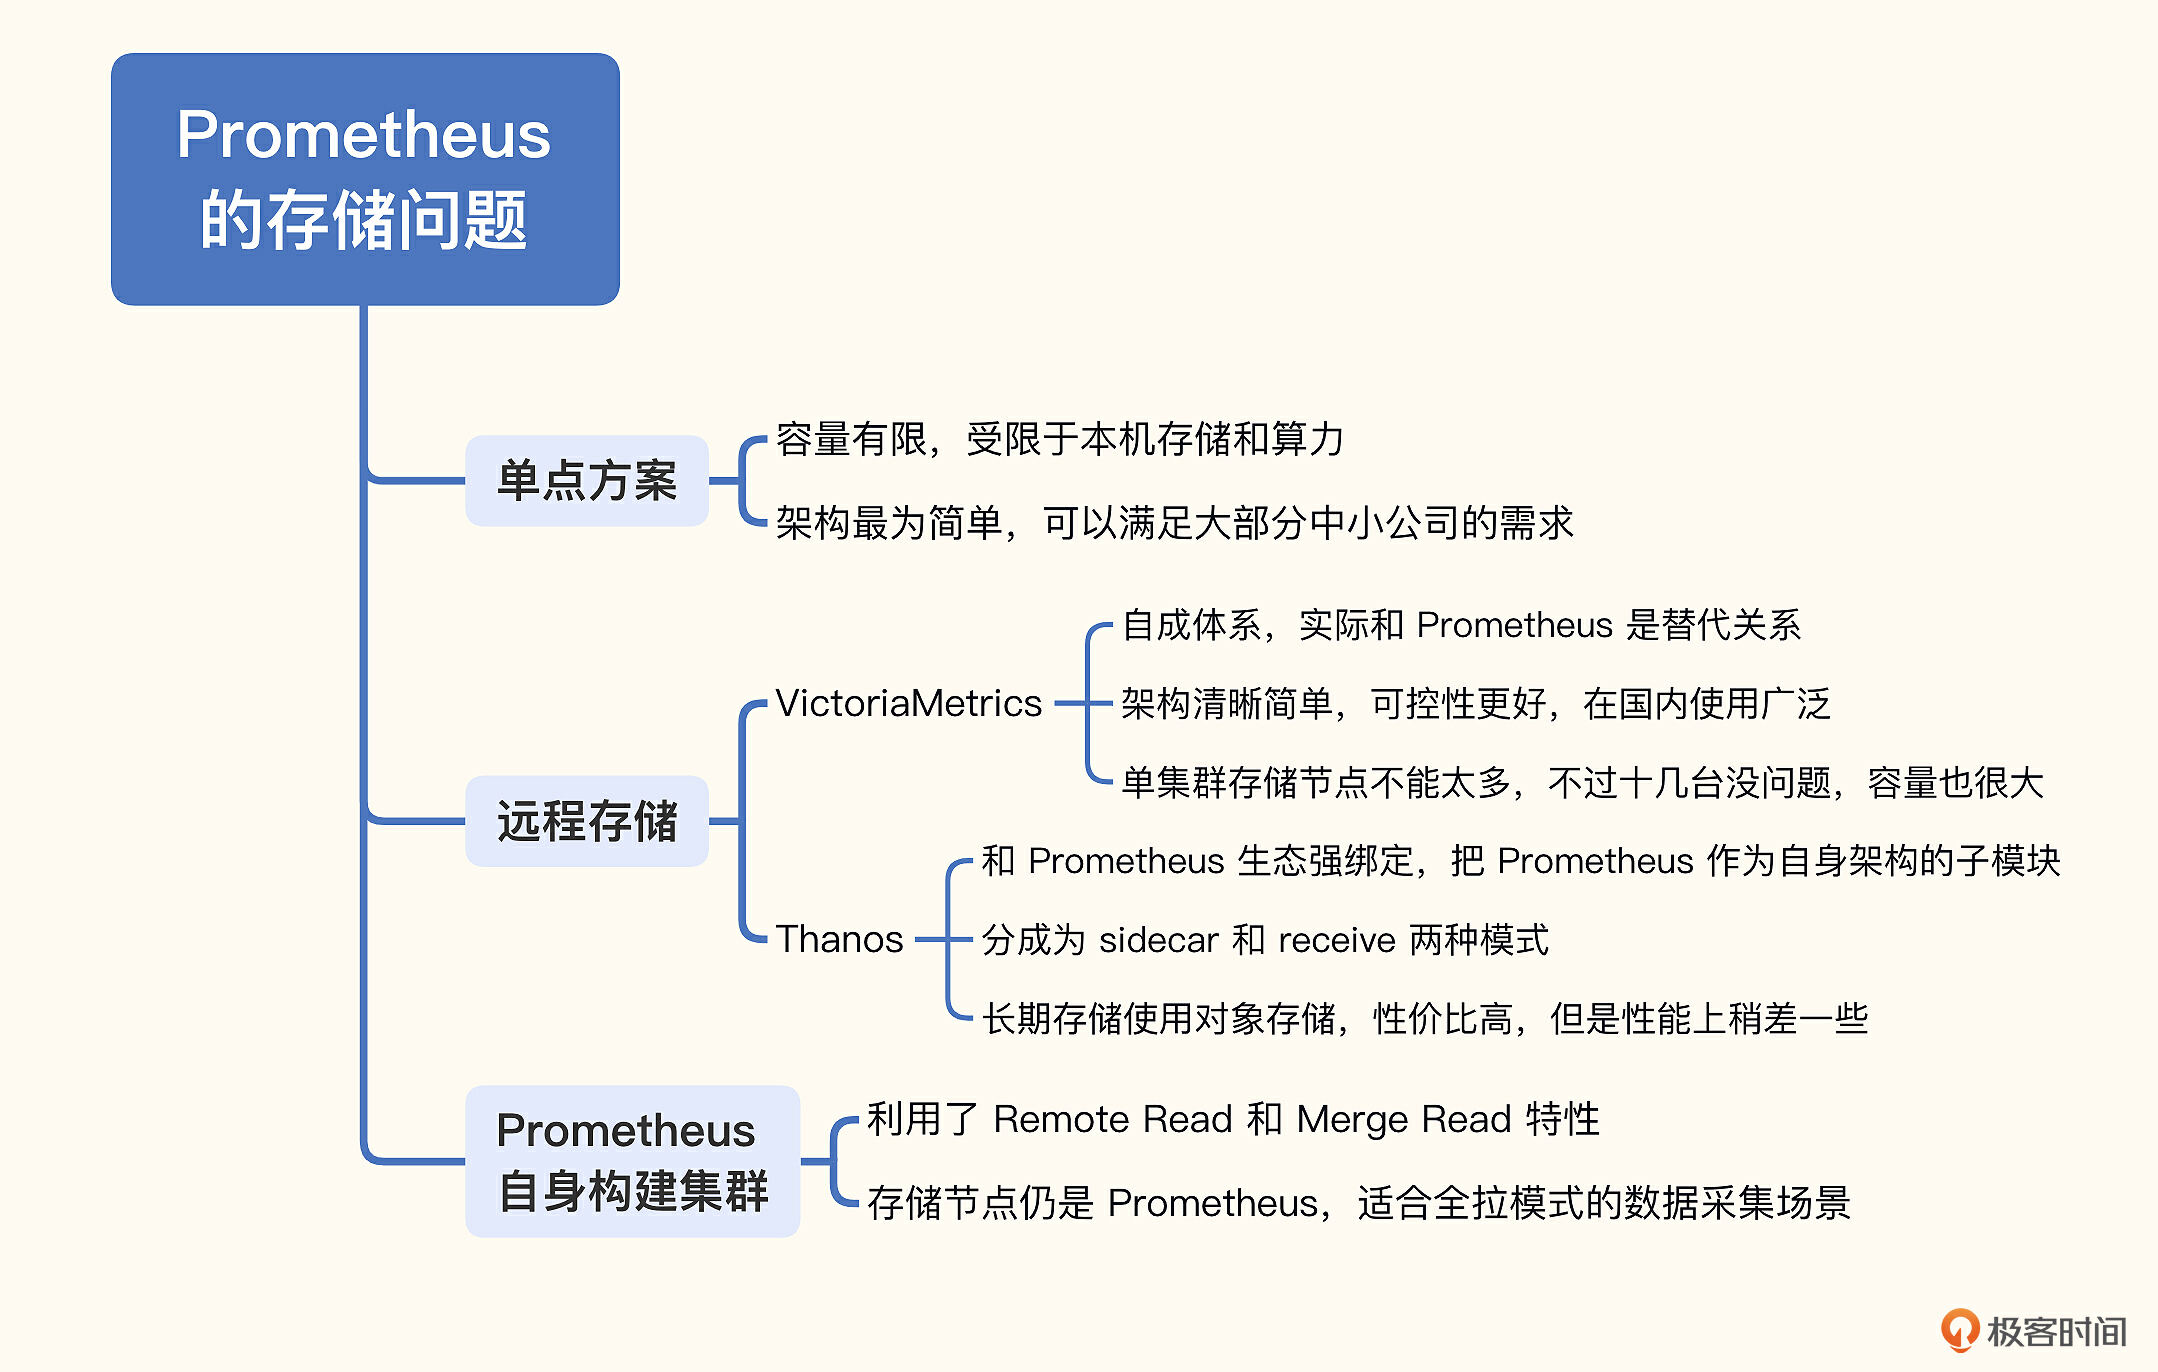 Prometheus
的存储问题
单点方案
容量有限，受限于本机存储和算力
架构最为简单，可以满足大部分中小公司的需求
远程存储
VictoriaMetrics
自成体系，实际和 Prometheus 是替代关系
架构清晰简单，可控性更好，在国内使用广泛
单集群存储节点不能太多，不过十几台没问题，容量也很大
Thanos
和 Prometheus 生态强绑定，把 Prometheus 作为自身架构的子模块
分成为 sidecar 和 receive 两种模式
长期存储使用对象存储，性价比高，但是性能上稍差一些
Prometheus
自身构建集群
利用了 Remote Read 和 Merge Read 特性
存储节点仍是 Prometheus，适合全拉模式的数据采集场景
极客时间